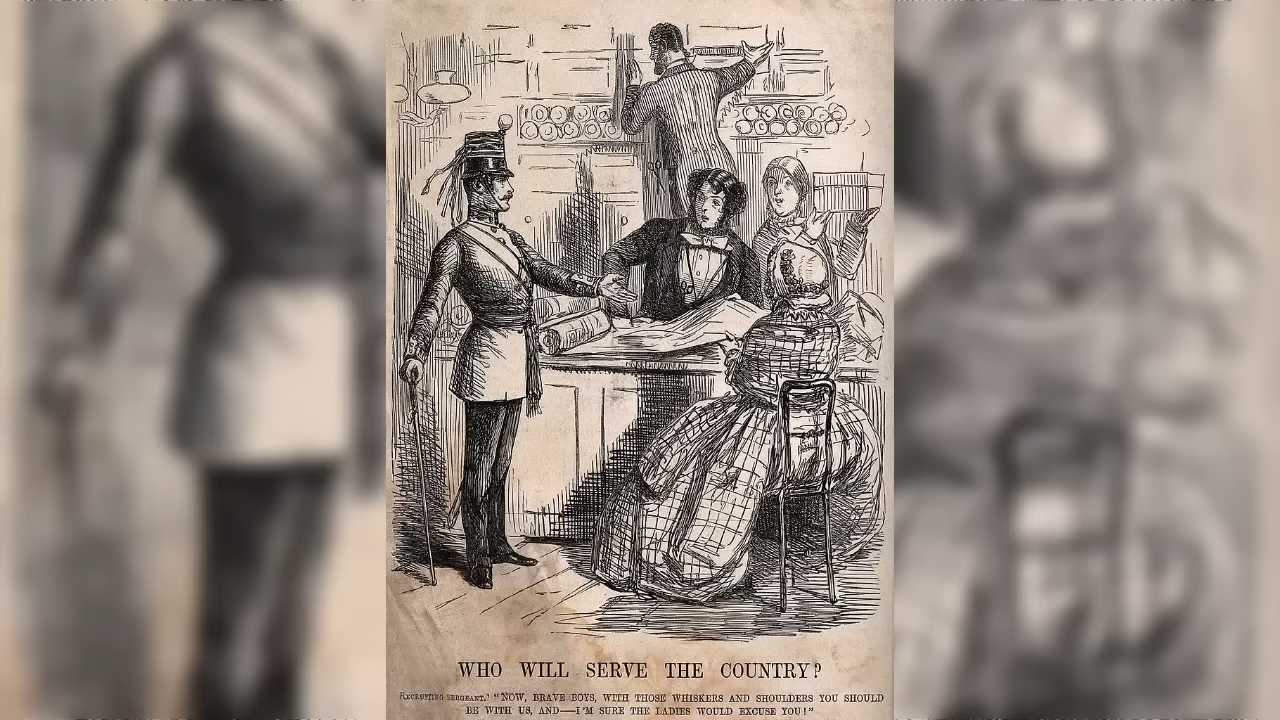 WHO WILL SERVE THE COUNTRY?
RECRUITING SERGEANT. "NOW, BRAVE BOYS, WITH THOSE WHISKERS AND SHOULDERS YOU SHOULD
BE WITH US, AND—I'M SURE THE LADIES WOULD EXCUSE YOU!"